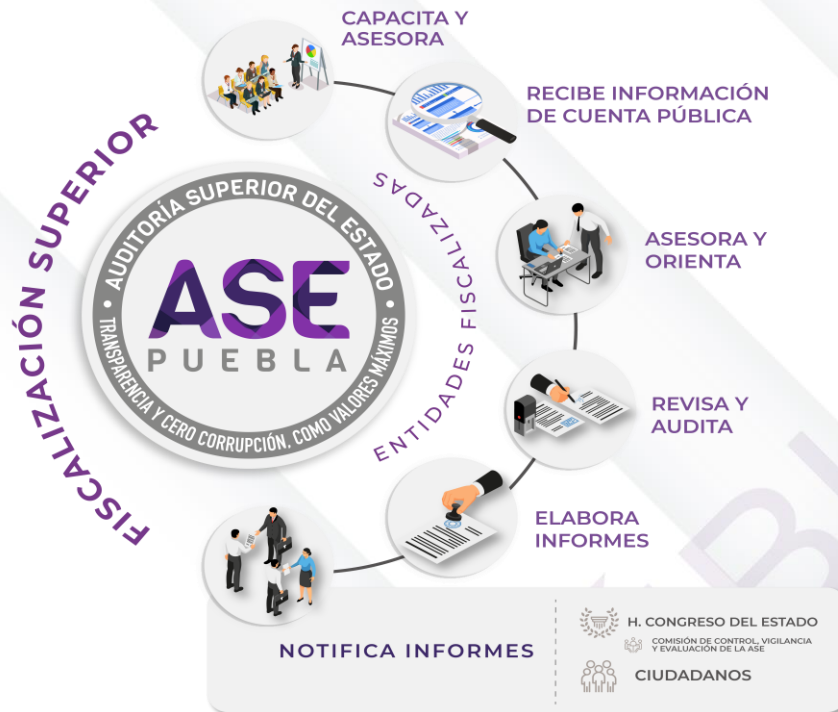 CAPACITA Y
ASESORA
RECIBE INFORMACIÓN
DE CUENTA PÚBLICA
FISCALIZACIÓN SUPERIOR
AUDITORÍA SUPERIOR DEL ESTADO
ASE
PUEBLA
TRANSPARENCIA Y CERO CORRUPCIÓN, COMO VALORES MÁXIMOS
ENTIDADES FISCALIZADAS
ASESORA Y
ORIENTA
REVISA Y
AUDITA
ELABORA
INFORMES
NOTIFICA INFORMES
H. CONGRESO DEL ESTADO
COMISIÓN DE CONTROL, VIGILANCIA
Y EVALUACIÓN DE LA ASE
CIUDADANOS